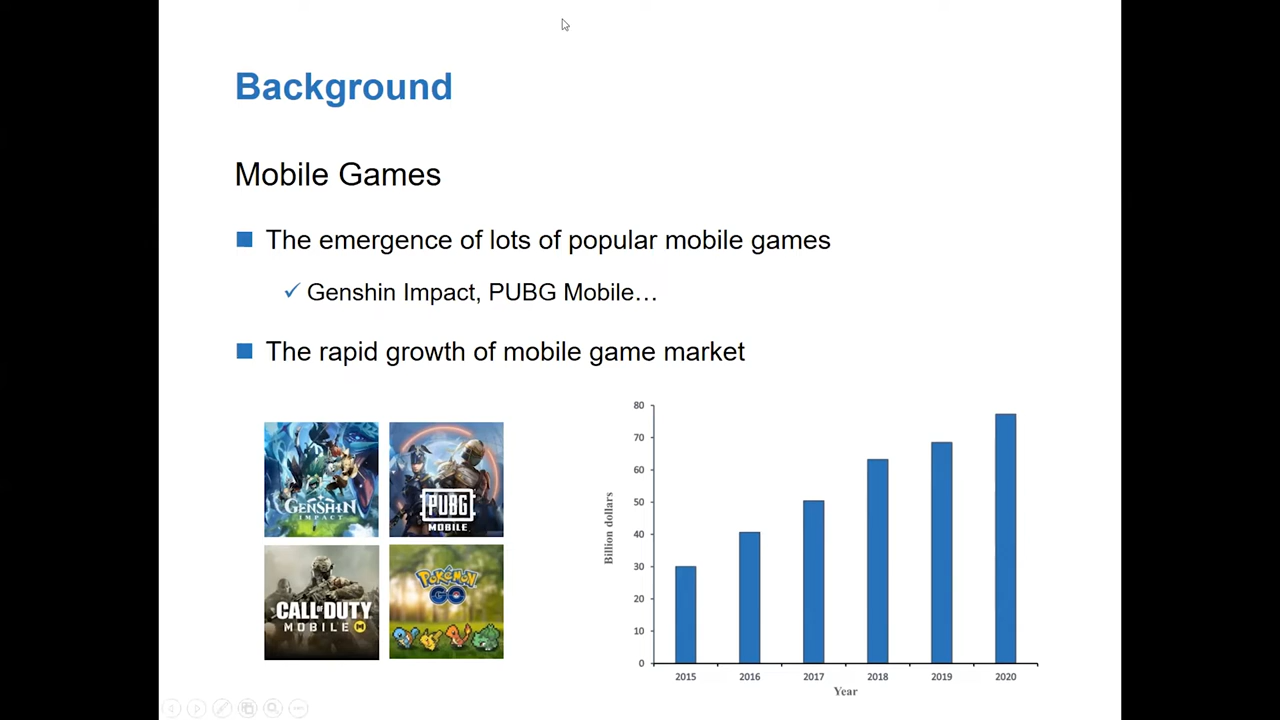 Background
Mobile Games
The emergence of lots of popular mobile games
Genshin Impact, PUBG Mobile…
The rapid growth of mobile game market
GENSHIN
IMPACT
PUBG
MOBILE
CALL OF DUTY
MOBILE
POKÉMON
GO
80
70
60
50
40
30
20
10
0
Billion dollars
2015 2016 2017 2018 2019 2020
Year